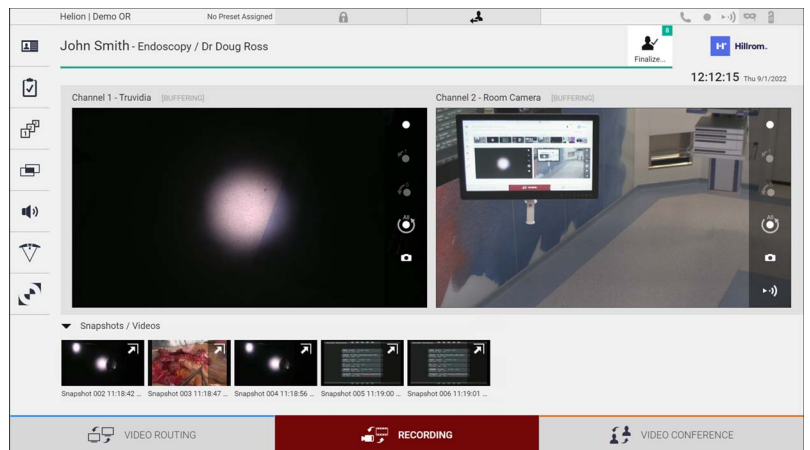 Helion | Demo OR
No Preset Assigned
John Smith - Endoscopy / Dr Doug Ross
8
Finalize...
H
Hillrom.
12:12:15 Thu 9/1/2022
Channel 1 - Truvidia [BUFFERING]
Channel 2 - Room Camera [BUFFERING]
All
All
Snapshots / Videos
Snapshot 002 11:18:42 ...
Snapshot 003 11:18:47 ...
Snapshot 004 11:18:56 ...
Snapshot 005 11:19:00 ...
Snapshot 006 11:19:01 ...
VIDEO ROUTING
RECORDING
VIDEO CONFERENCE